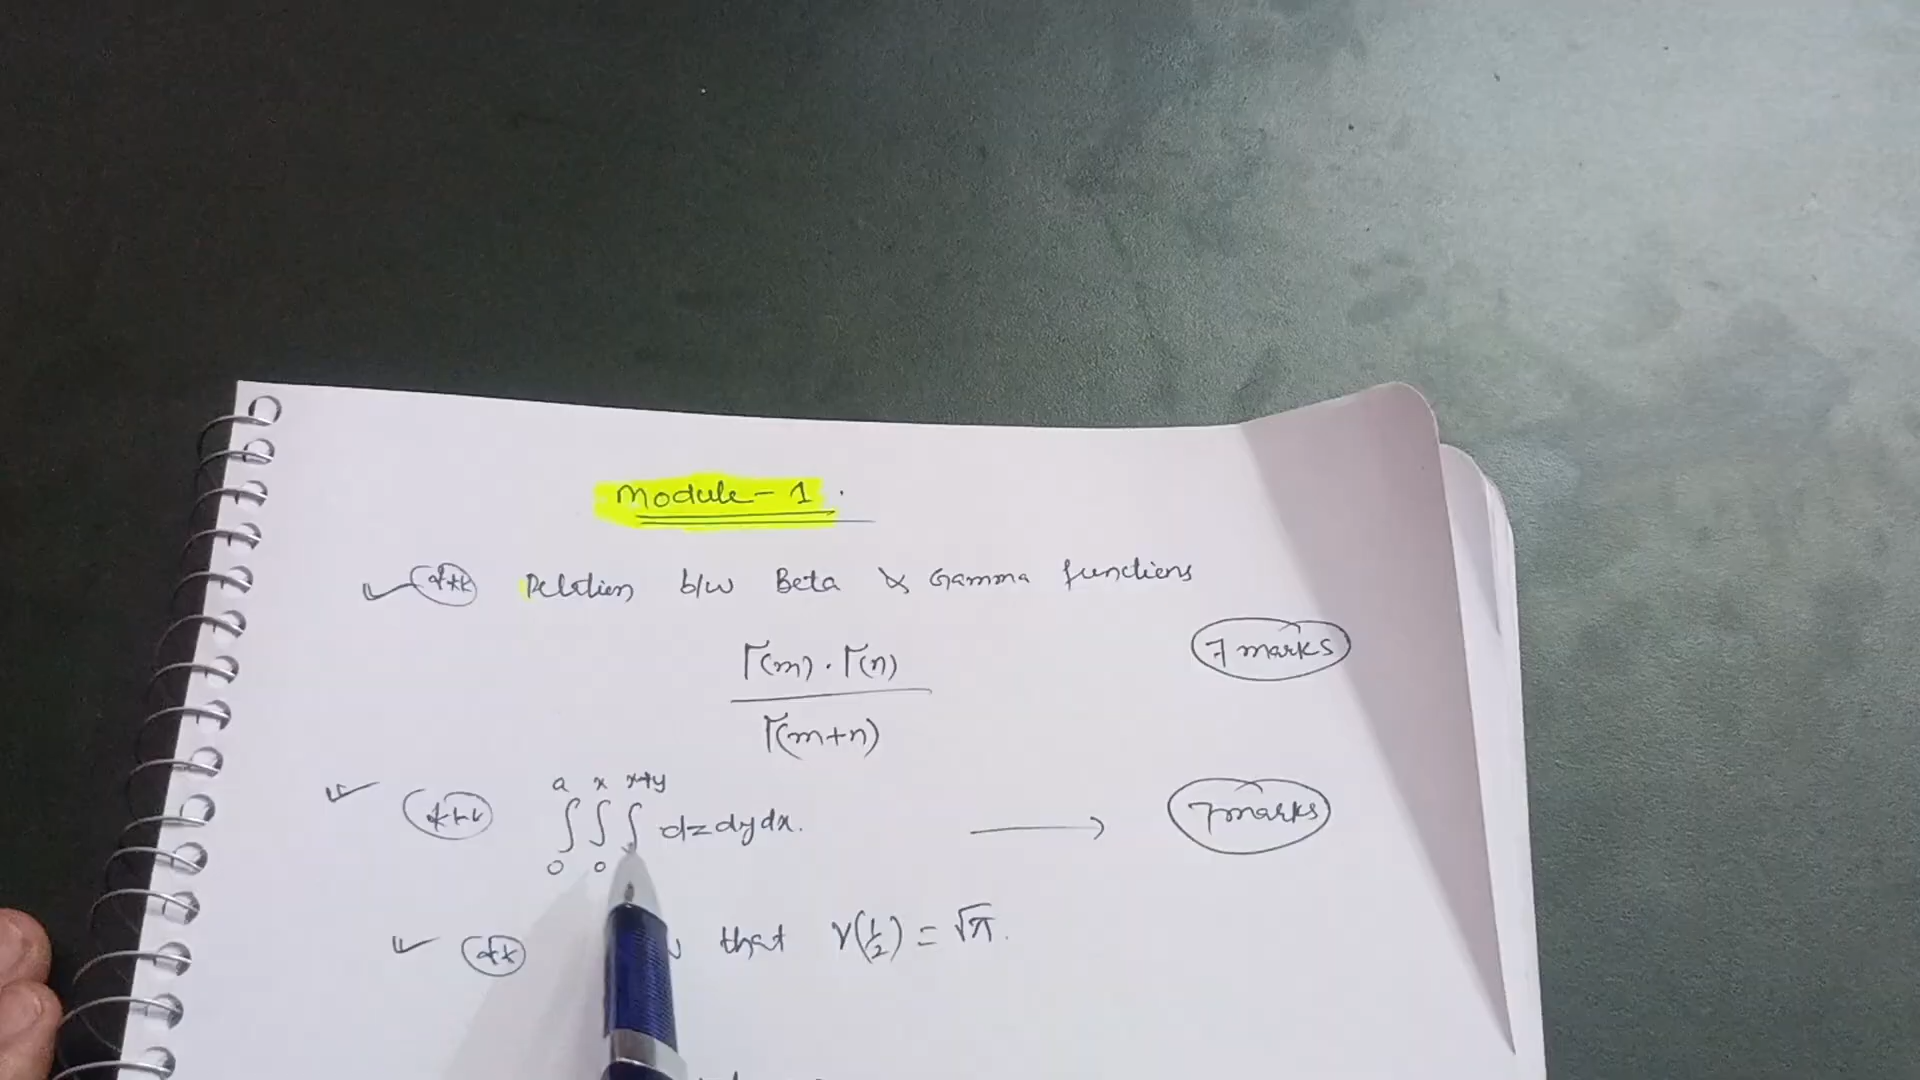 Module - 1.
*** Relation b/w Beta & Gamma functions
Γ(m) . Γ(n)
7 marks
Γ(m+n)
a x x+y
∫ ∫ ∫ dz dy dx. → 7 marks
0 0
** that γ(1/2) = √π.